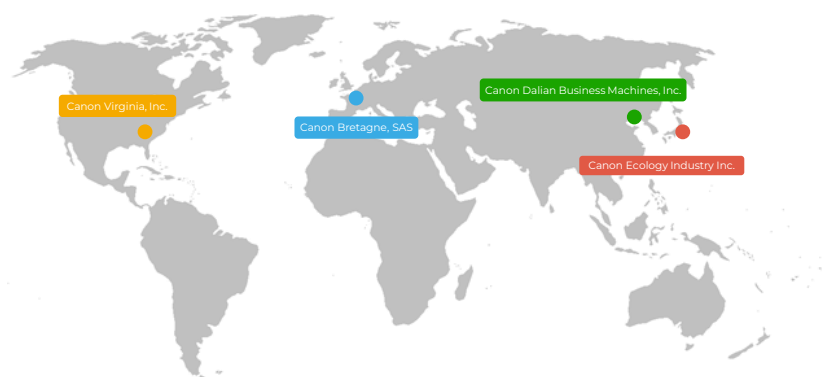 Canon Dalian Business Machines, Inc.
Canon Virginia, Inc.
Canon Bretagne, SAS
Canon Ecology Industry Inc.